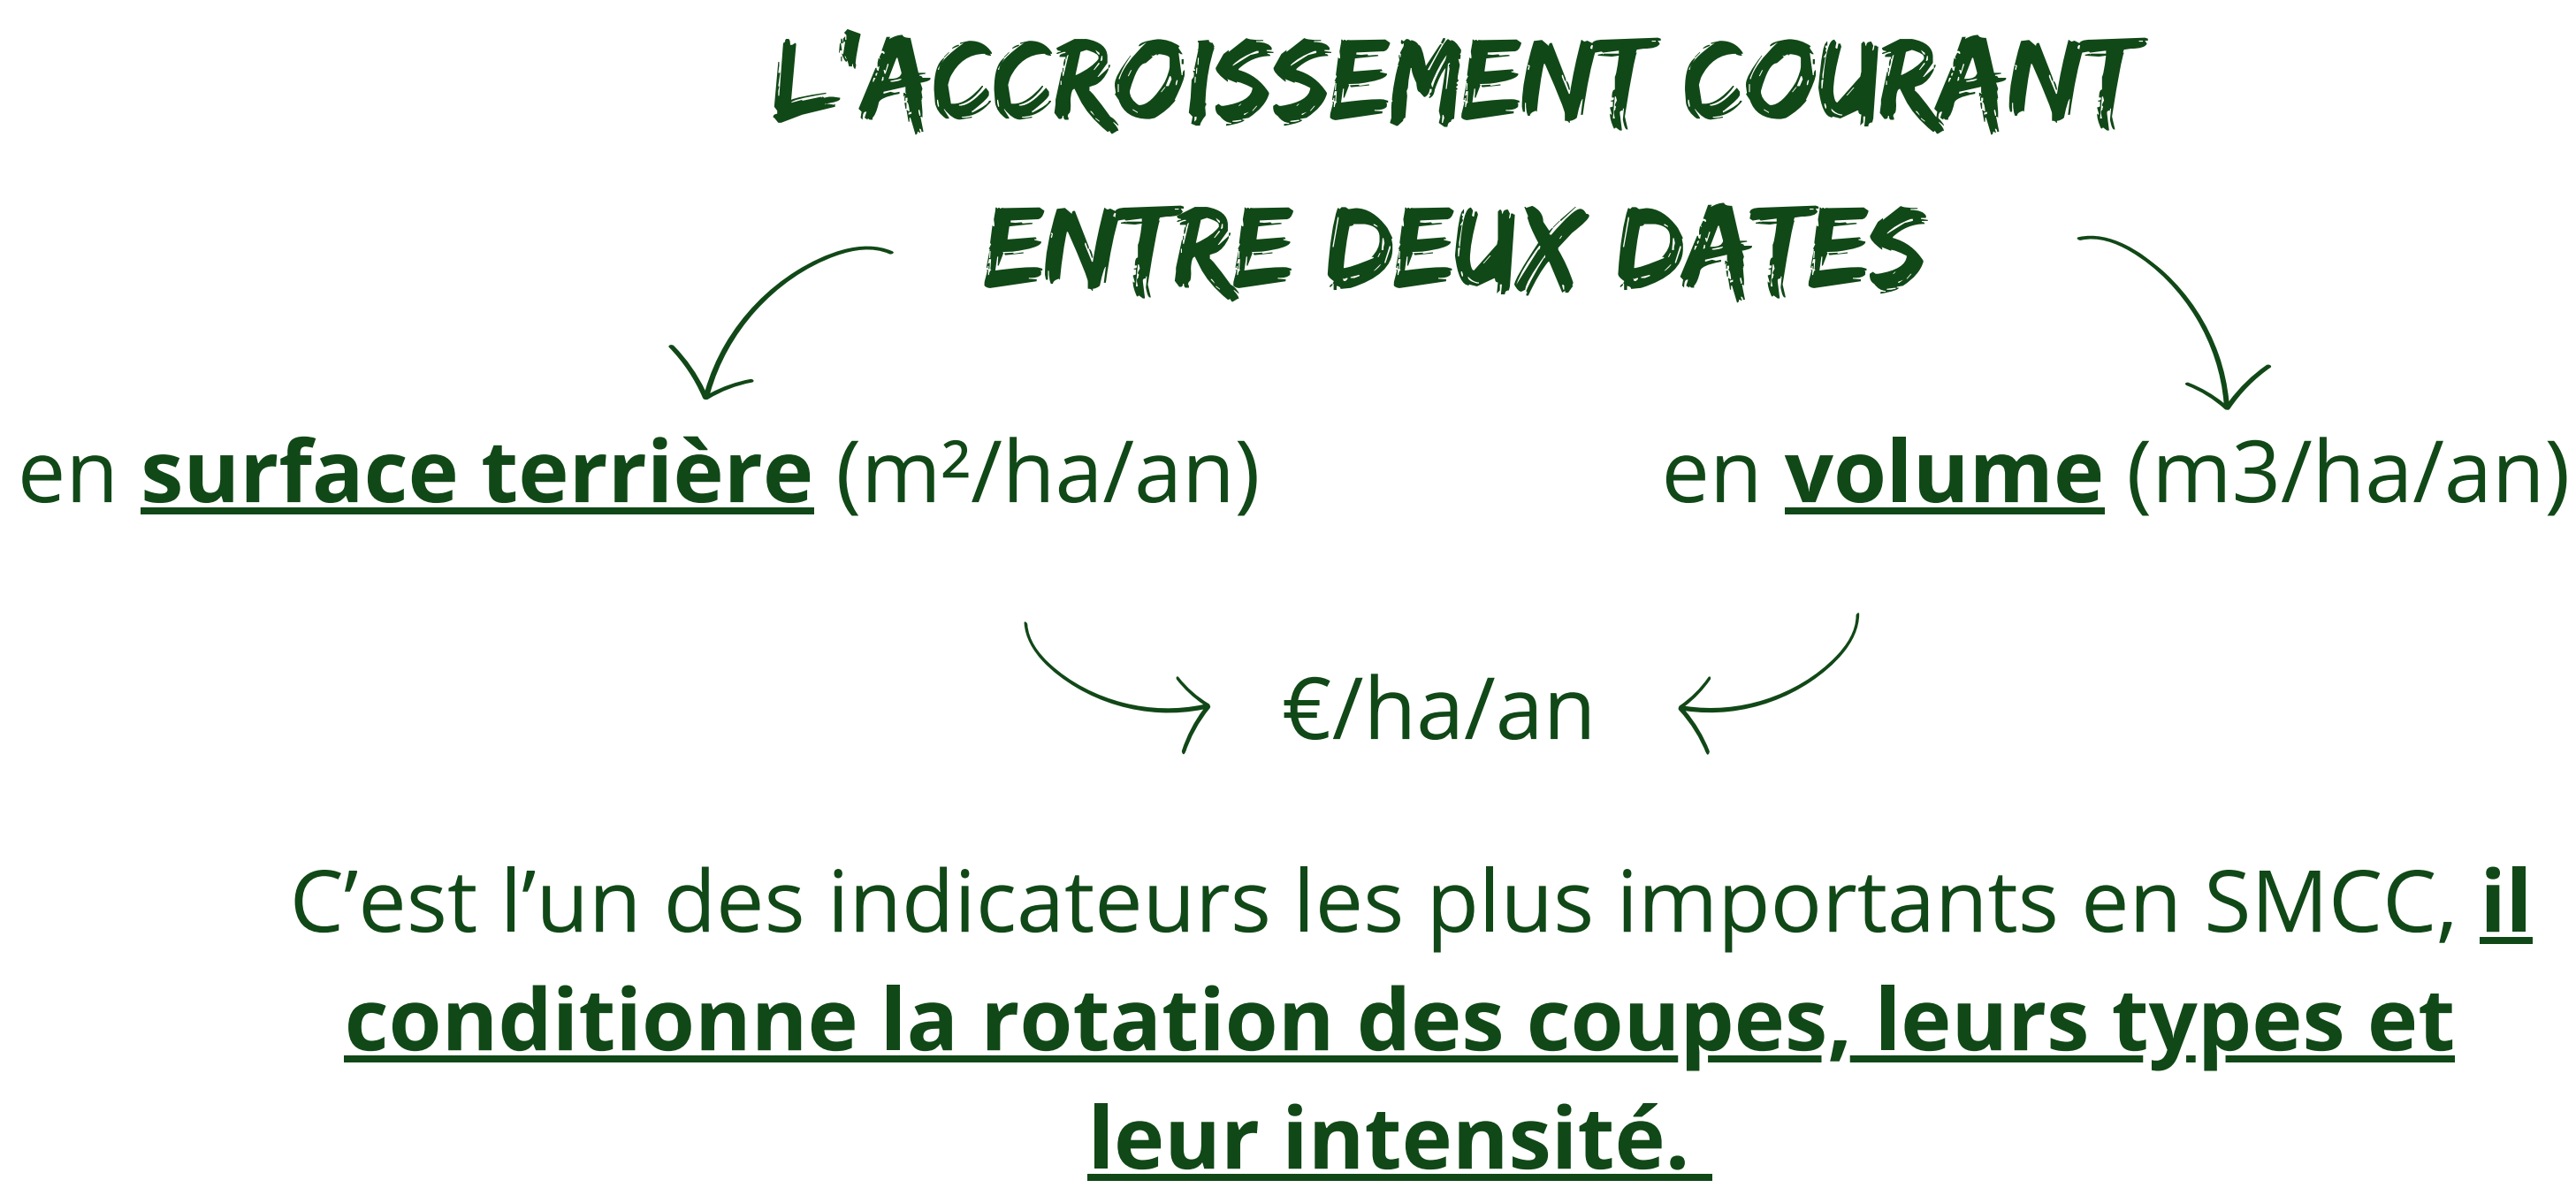 L'ACCROISSEMENT COURANT
ENTRE DEUX DATES
en surface terrière (m²/ha/an)
en volume (m3/ha/an)
€/ha/an
C’est l’un des indicateurs les plus importants en SMCC, il
conditionne la rotation des coupes, leurs types et
leur intensité.